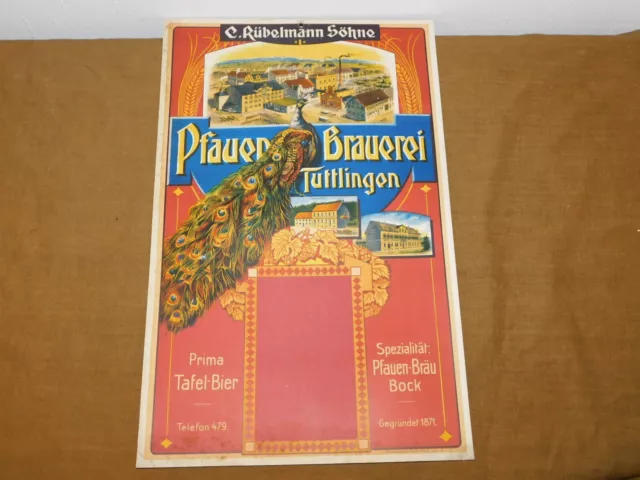 C. Rübelmann Söhne
Pfauen Brauerei
Tuttlingen
Prima
Tafel-Bier
Telefon 479.
Spezialität:
Pfauen-Bräu
Bock
Gegründet 1871.